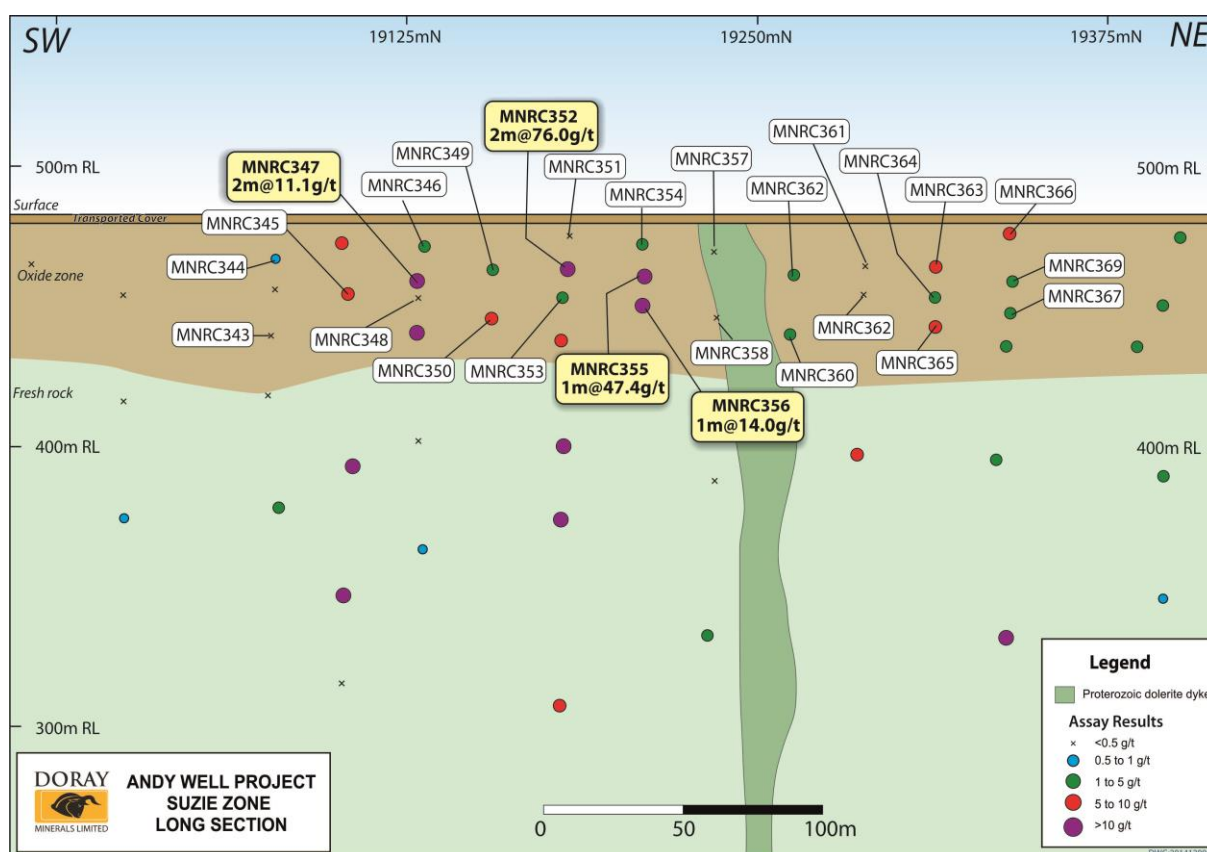 SW
19125mN
19250mN
19375mN
NE
MNRC352
2m@76.0g/t
MNRC361
MNRC349
MNRC351
MNRC357
MNRC364
500m RL
MNRC347
2m@11.1g/t
MNRC346
MNRC354
MNRC362
MNRC363
MNRC366
500m RL
Surface
Transported Cover
MNRC345
MNRC344
Oxide zone
MNRC369
MNRC367
MNRC343
MNRC348
MNRC350
MNRC353
MNRC358
MNRC362
MNRC360
MNRC365
MNRC355
1m@47.4g/t
Fresh rock
MNRC356
1m@14.0g/t
400m RL
400m RL
300m RL
Legend
Proterozoic dolerite dyke
Assay Results
<0.5 g/t
0.5 to 1 g/t
1 to 5 g/t
5 to 10 g/t
>10 g/t
DORAY
MINERALS LIMITED
ANDY WELL PROJECT
SUZIE ZONE
LONG SECTION
0
50
100m